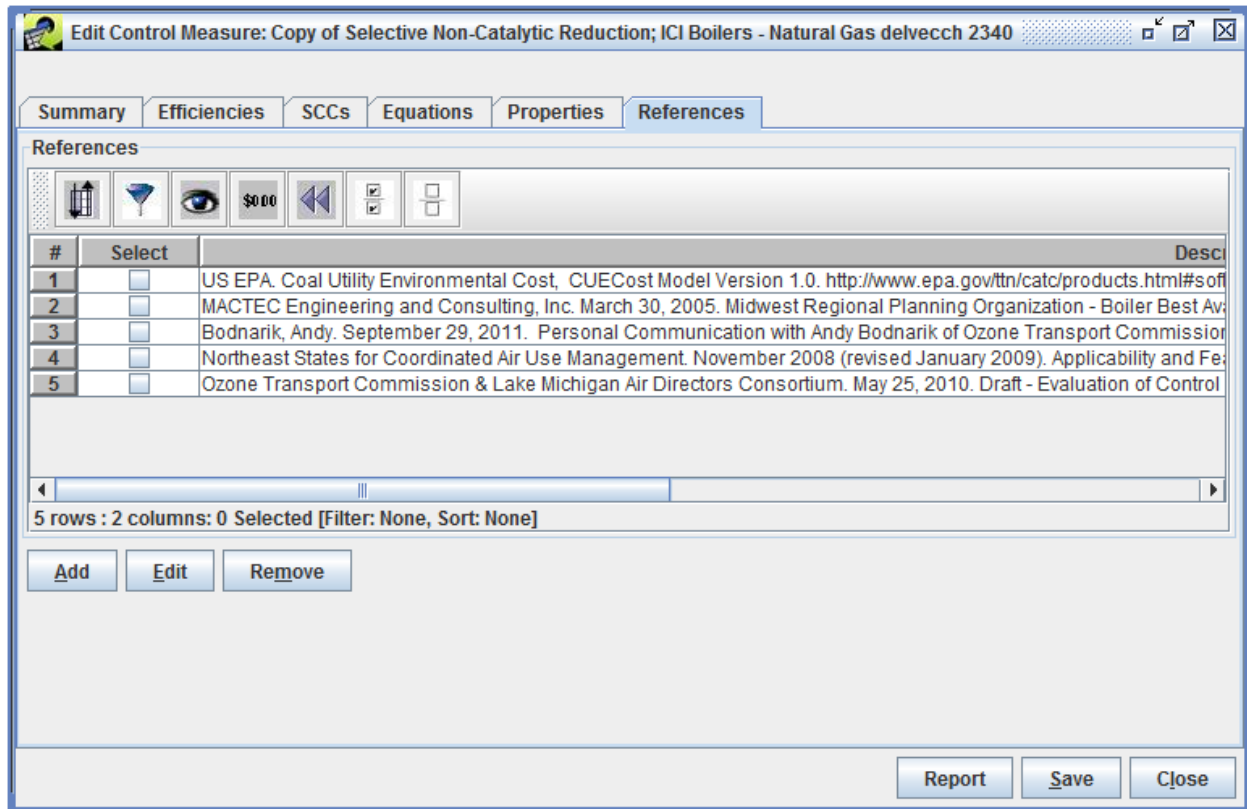 Edit Control Measure: Copy of Selective Non-Catalytic Reduction; ICI Boilers - Natural Gas delvecch 2340
Summary Efficiencies SCCs Equations Properties References
References
$0.00
# Select Descr
1 US EPA. Coal Utility Environmental Cost, CUECost Model Version 1.0. http://www.epa.gov/ttn/catc/products.html#soft
2 MACTEC Engineering and Consulting, Inc. March 30, 2005. Midwest Regional Planning Organization - Boiler Best Ava
3 Bodnarik, Andy. September 29, 2011. Personal Communication with Andy Bodnarik of Ozone Transport Commission
4 Northeast States for Coordinated Air Use Management. November 2008 (revised January 2009). Applicability and Fea
5 Ozone Transport Commission & Lake Michigan Air Directors Consortium. May 25, 2010. Draft - Evaluation of Control
5 rows : 2 columns: 0 Selected [Filter: None, Sort: None]
Add Edit Remove
Report Save Close